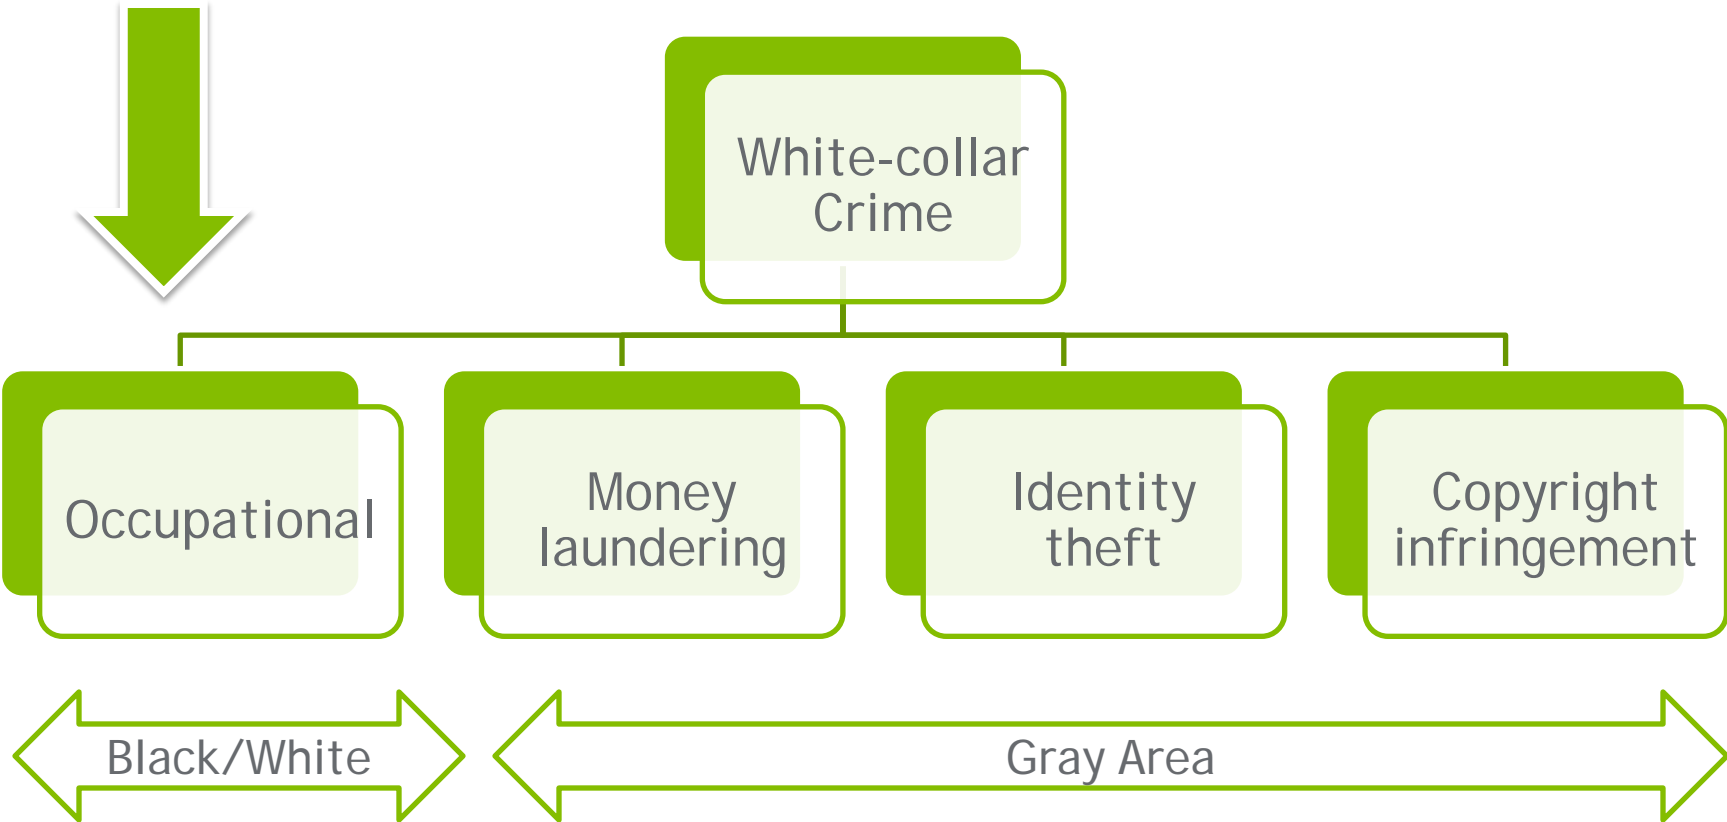 White-collar
Crime
Occupational
Money
laundering
Identity
theft
Copyright
infringement
Black/White
Gray Area